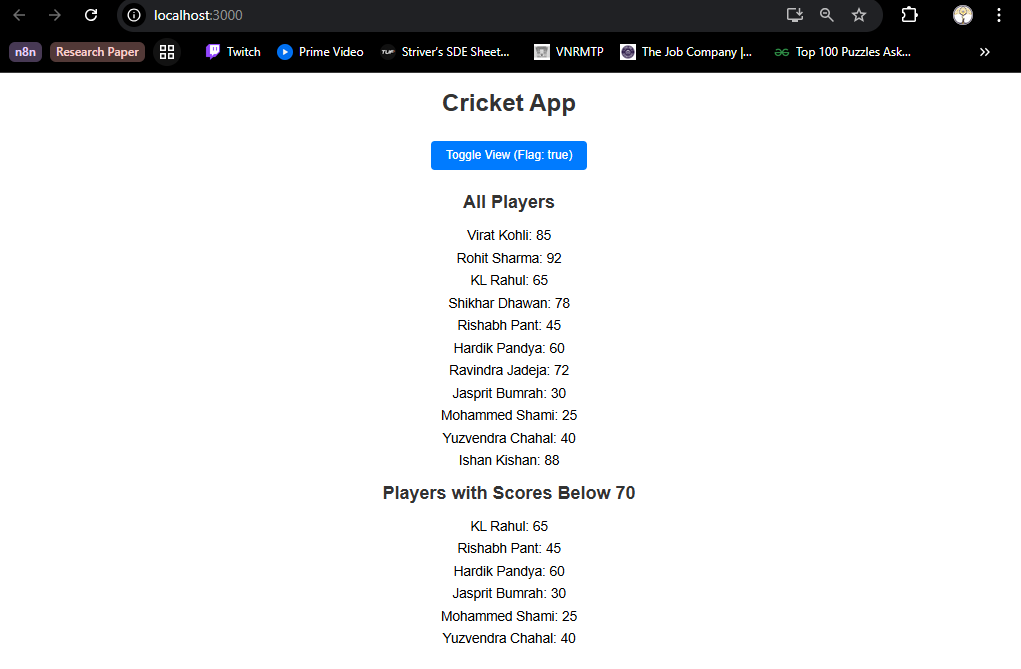 localhost:3000
n8n Research Paper Twitch Prime Video Striver's SDE Sheet... VNRMTP The Job Company |... Top 100 Puzzles Ask... »
Cricket App
Toggle View (Flag: true)
All Players
Virat Kohli: 85
Rohit Sharma: 92
KL Rahul: 65
Shikhar Dhawan: 78
Rishabh Pant: 45
Hardik Pandya: 60
Ravindra Jadeja: 72
Jasprit Bumrah: 30
Mohammed Shami: 25
Yuzvendra Chahal: 40
Ishan Kishan: 88
Players with Scores Below 70
KL Rahul: 65
Rishabh Pant: 45
Hardik Pandya: 60
Jasprit Bumrah: 30
Mohammed Shami: 25
Yuzvendra Chahal: 40